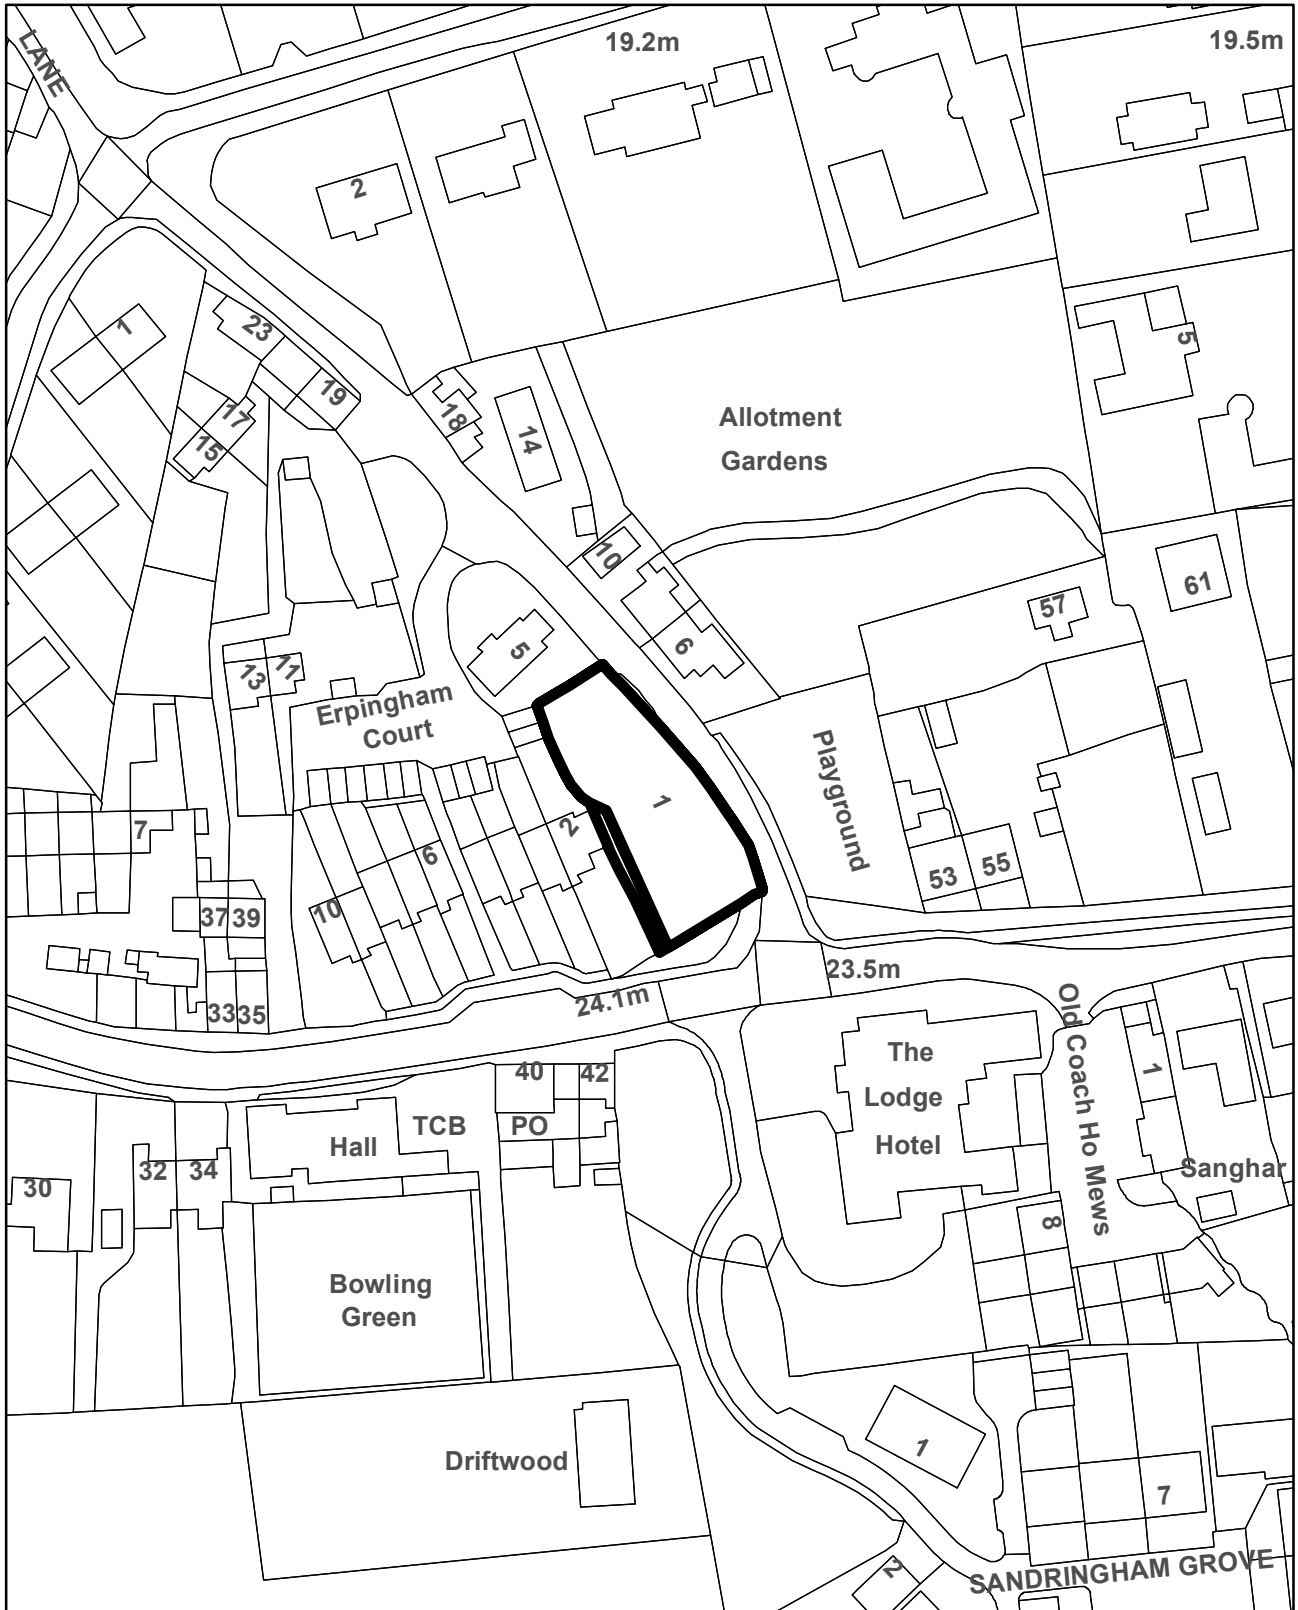 LANE
19.2m
19.5m
2
1
23
19
17
15
18
14
5
Allotment
Gardens
10
6
57
61
5
13
11
Erpingham
Court
1
Playground
7
2
6
10
53
55
37
39
33
35
24.1m
23.5m
Old Coach Ho Mews
The
Lodge
Hotel
1
40
42
TCB
PO
Hall
30
32
34
8
Sanghar
Bowling
Green
Driftwood
1
7
2
SANDRINGHAM GROVE